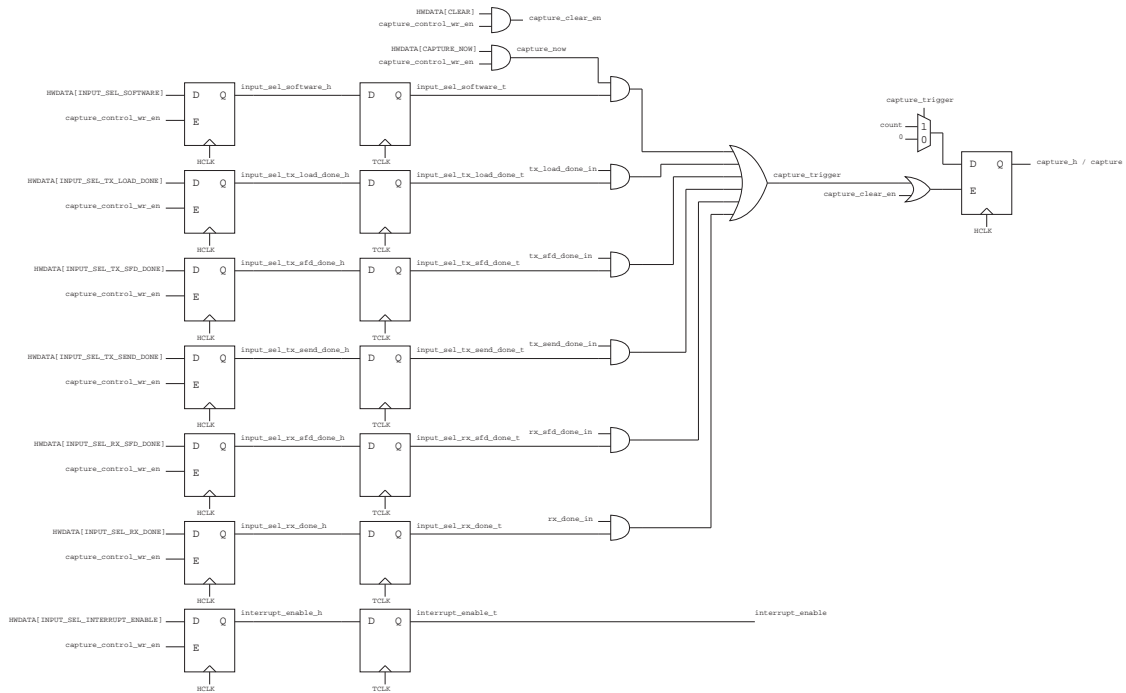 HWDATA[CLEAR]
capture_control_wr_en
capture_clear_en
HWDATA[CAPTURE_NOW]
capture_now
capture_control_wr_en
HWDATA[INPUT_SEL_SOFTWARE]
D Q
input_sel_software_h
D Q
input_sel_software_t
capture_control_wr_en
E
HCLK
TCLK
HWDATA[INPUT_SEL_TX_LOAD_DONE]
D Q
input_sel_tx_load_done_h
D Q
input_sel_tx_load_done_t
tx_load_done_in
capture_control_wr_en
E
HCLK
TCLK
HWDATA[INPUT_SEL_TX_SFD_DONE]
D Q
input_sel_tx_sfd_done_h
D Q
input_sel_tx_sfd_done_t
tx_sfd_done_in
capture_control_wr_en
E
HCLK
TCLK
HWDATA[INPUT_SEL_TX_SEND_DONE]
D Q
input_sel_tx_send_done_h
D Q
input_sel_tx_send_done_t
tx_send_done_in
capture_control_wr_en
E
HCLK
TCLK
HWDATA[INPUT_SEL_RX_SFD_DONE]
D Q
input_sel_rx_sfd_done_h
D Q
input_sel_rx_sfd_done_t
rx_sfd_done_in
capture_control_wr_en
E
HCLK
TCLK
HWDATA[INPUT_SEL_RX_DONE]
D Q
input_sel_rx_done_h
D Q
input_sel_rx_done_t
rx_done_in
capture_control_wr_en
E
HCLK
TCLK
HWDATA[INPUT_SEL_INTERRUPT_ENABLE]
D Q
interrupt_enable_h
D Q
interrupt_enable_t
interrupt_enable
capture_control_wr_en
E
HCLK
TCLK
capture_trigger
capture_trigger
count
1
0
0
capture_clear_en
D Q
E
HCLK
capture_h / capture